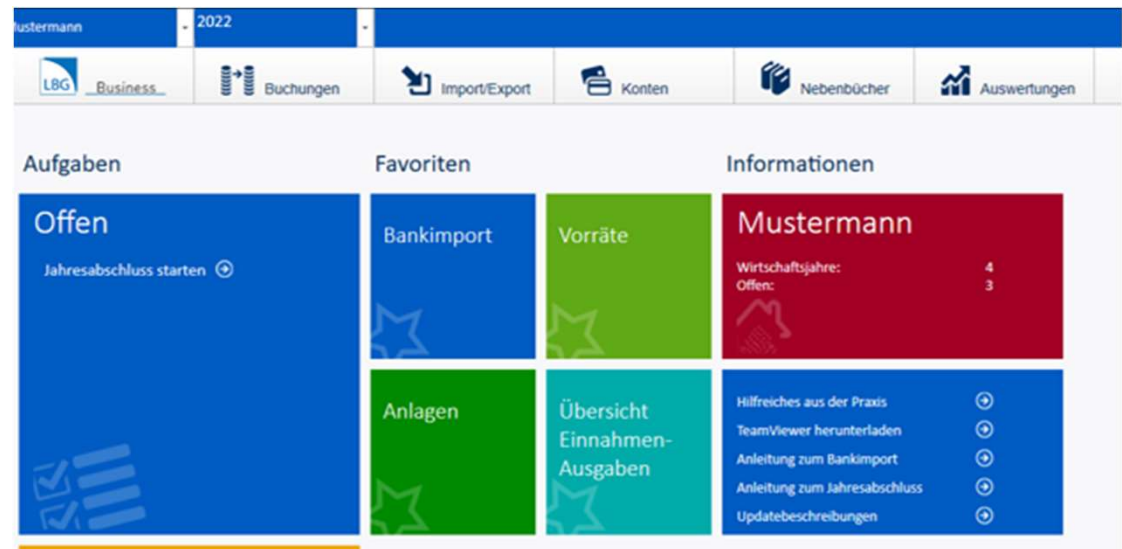 Mustermann
2022
LBG Business
Buchungen
Import/Export
Konten
Nebenbücher
Auswertungen
Aufgaben
Favoriten
Informationen
Offen
Jahresabschluss starten
Bankimport
Vorräte
Mustermann
Wirtschaftsjahre: 4
Offen: 3
Anlagen
Übersicht
Einnahmen-
Ausgaben
Hilfreiches aus der Praxis
TeamViewer herunterladen
Anleitung zum Bankimport
Anleitung zum Jahresabschluss
Updatebeschreibungen